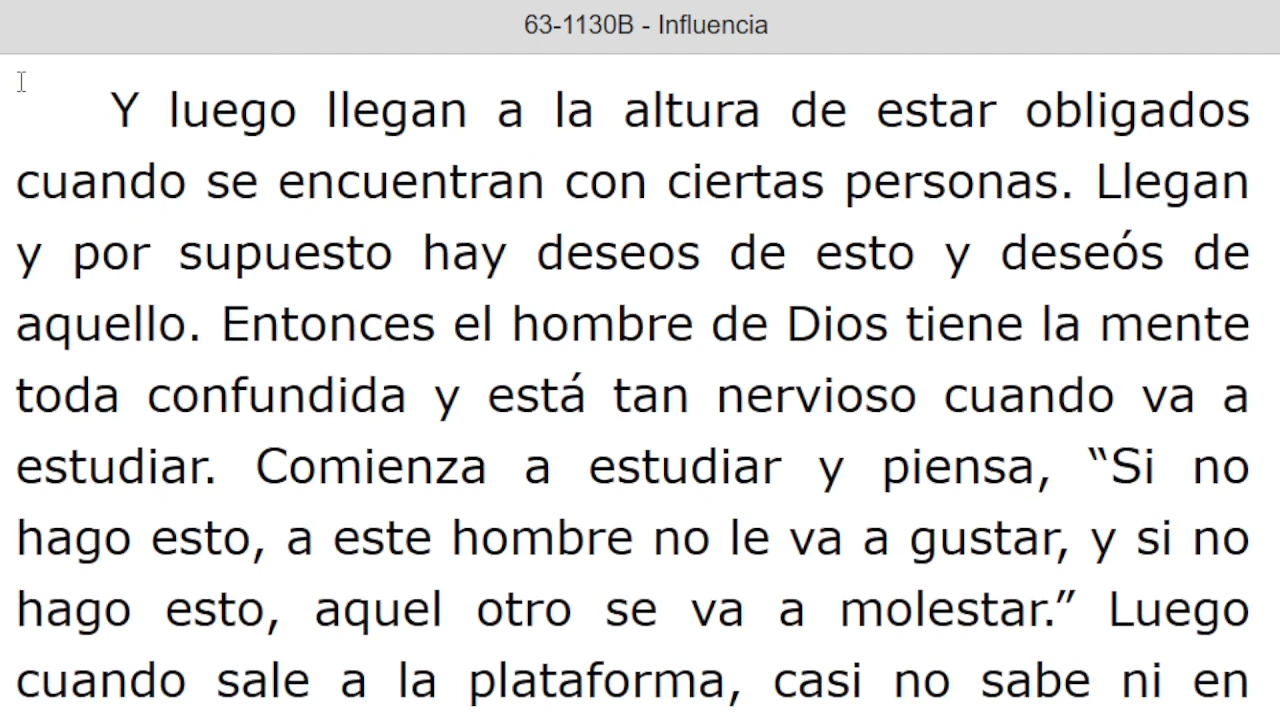 63-1130B - Influencia
Y luego llegan a la altura de estar obligados
cuando se encuentran con ciertas personas. Llegan
y por supuesto hay deseos de esto y deseós de
aquello. Entonces el hombre de Dios tiene la mente
toda confundida y está tan nervioso cuando va a
estudiar. Comienza a estudiar y piensa, “Si no
hago esto, a este hombre no le va a gustar, y si no
hago esto, aquel otro se va a molestar.” Luego
cuando sale a la plataforma, casi no sabe ni en